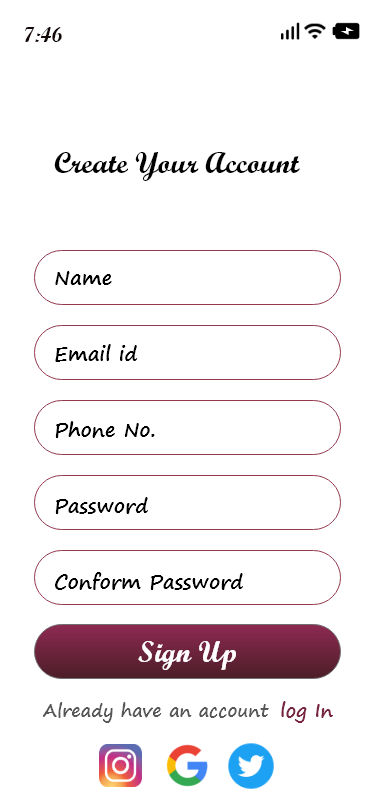 7:46
Create Your Account
Name
Email id
Phone No.
Password
Conform Password
Sign Up
Already have an account log In